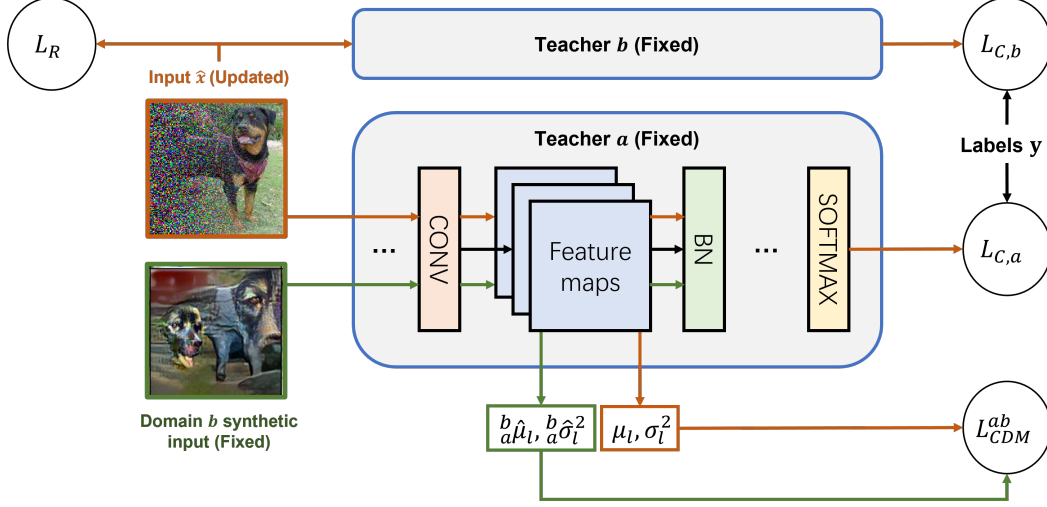 L_R
Teacher b (Fixed)
L_{C,b}
Input x̂ (Updated)
Teacher a (Fixed)
Labels y
CONV
Feature
maps
BN
SOFTMAX
...
...
L_{C,a}
Domain b synthetic
input (Fixed)
{}^b_a μ̂_l, {}^b_a σ̂_l^2
μ_l, σ_l^2
L_{CDM}^{ab}